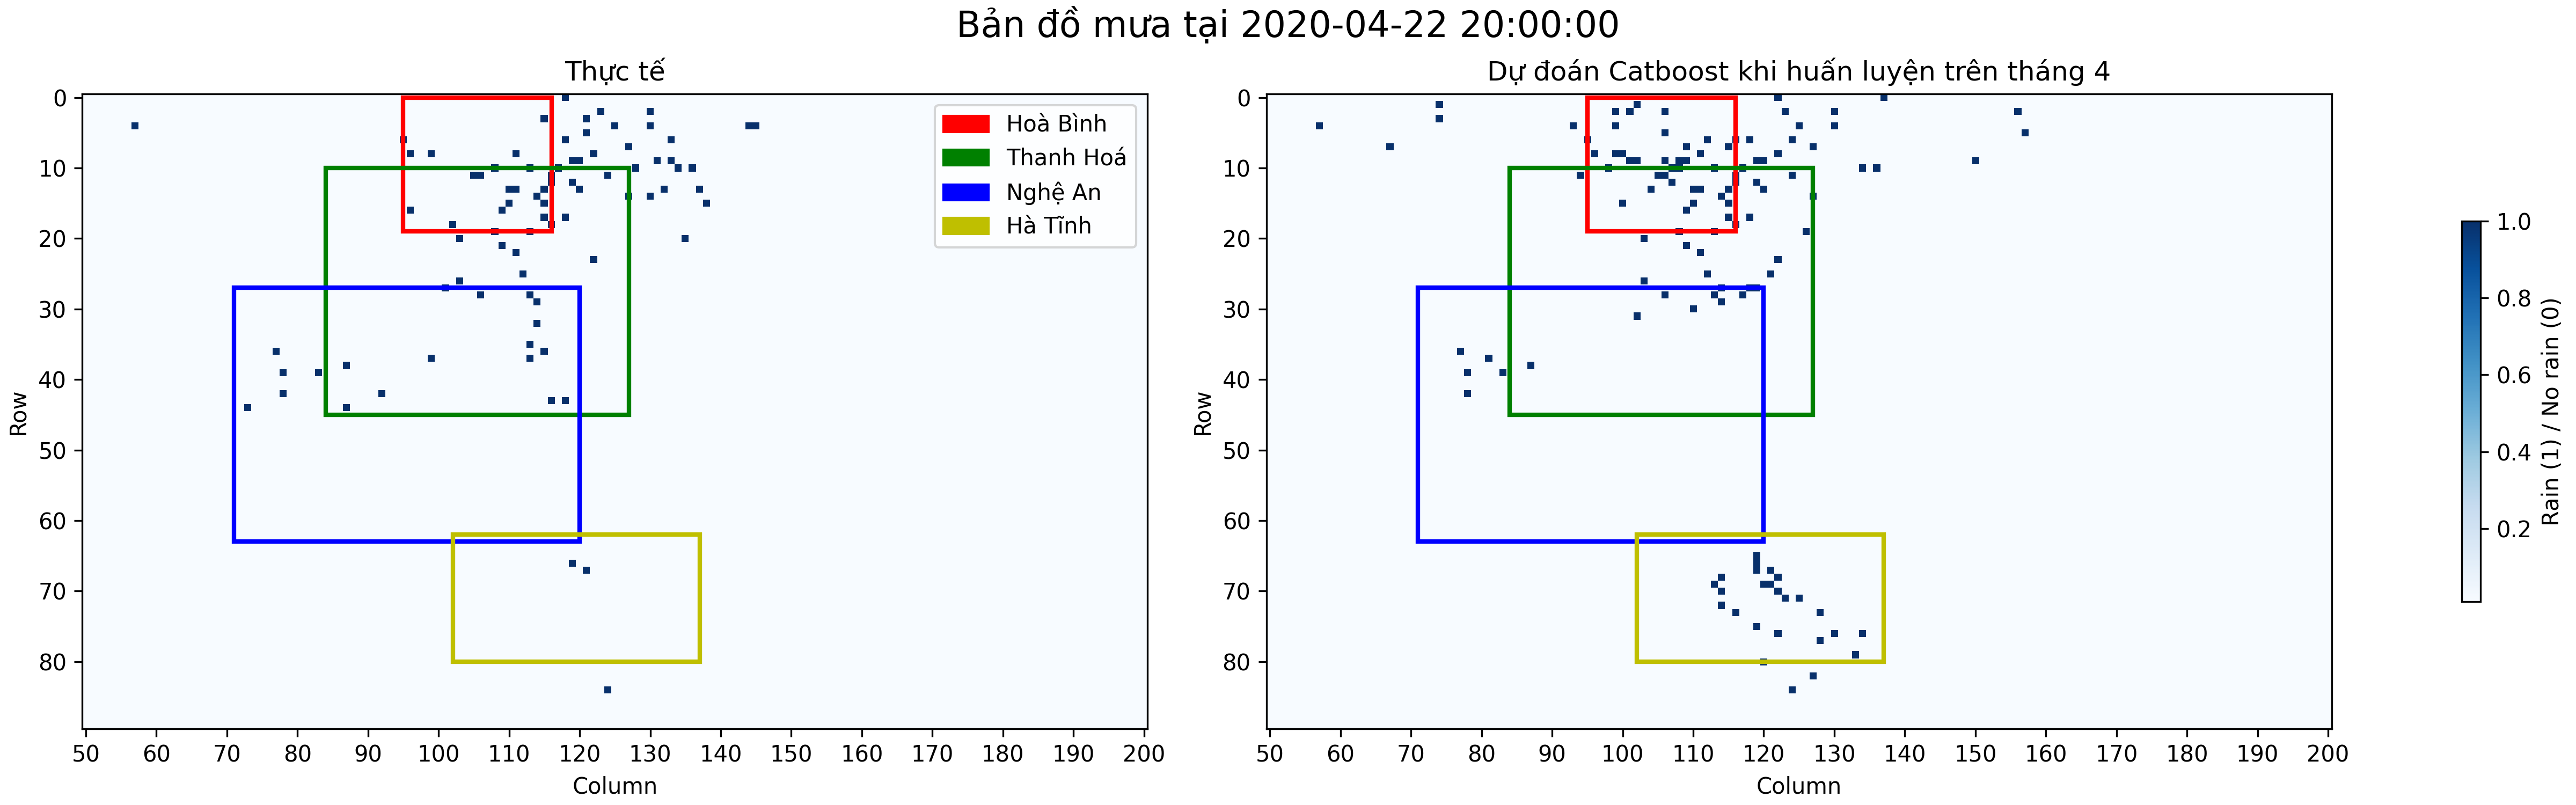 Bản đồ mưa tại 2020-04-22 20:00:00
Thực tế
0
10
20
30
40
50
60
70
80
Row
50 60 70 80 90 100 110 120 130 140 150 160 170 180 190 200
Column
Hoà Bình
Thanh Hoá
Nghệ An
Hà Tĩnh
Dự đoán Catboost khi huấn luyện trên tháng 4
0
10
20
30
40
50
60
70
80
Row
50 60 70 80 90 100 110 120 130 140 150 160 170 180 190 200
Column
1.0
0.8
0.6
0.4
0.2
Rain (1) / No rain (0)